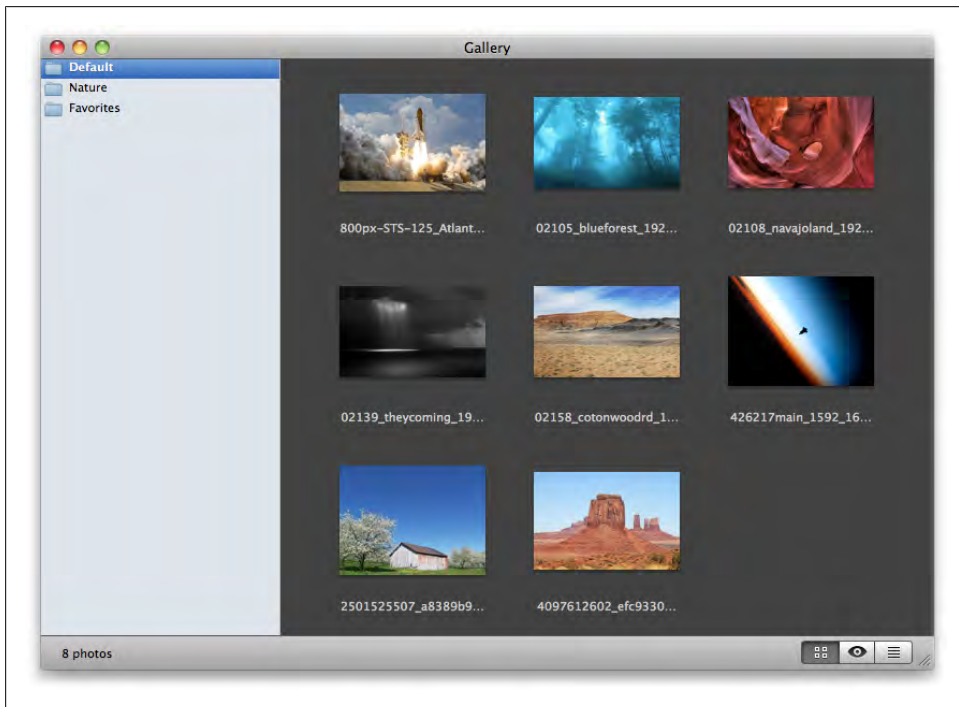 Gallery
Default
Nature
Favorites
800px-STS-125_Atlant...
02105_blueforest_192...
02108_navajoland_192...
02139_theycoming_19...
02158_cotonwoodrd_1...
426217main_1592_16...
2501525507_a8389b9...
4097612602_efc9330...
8 photos